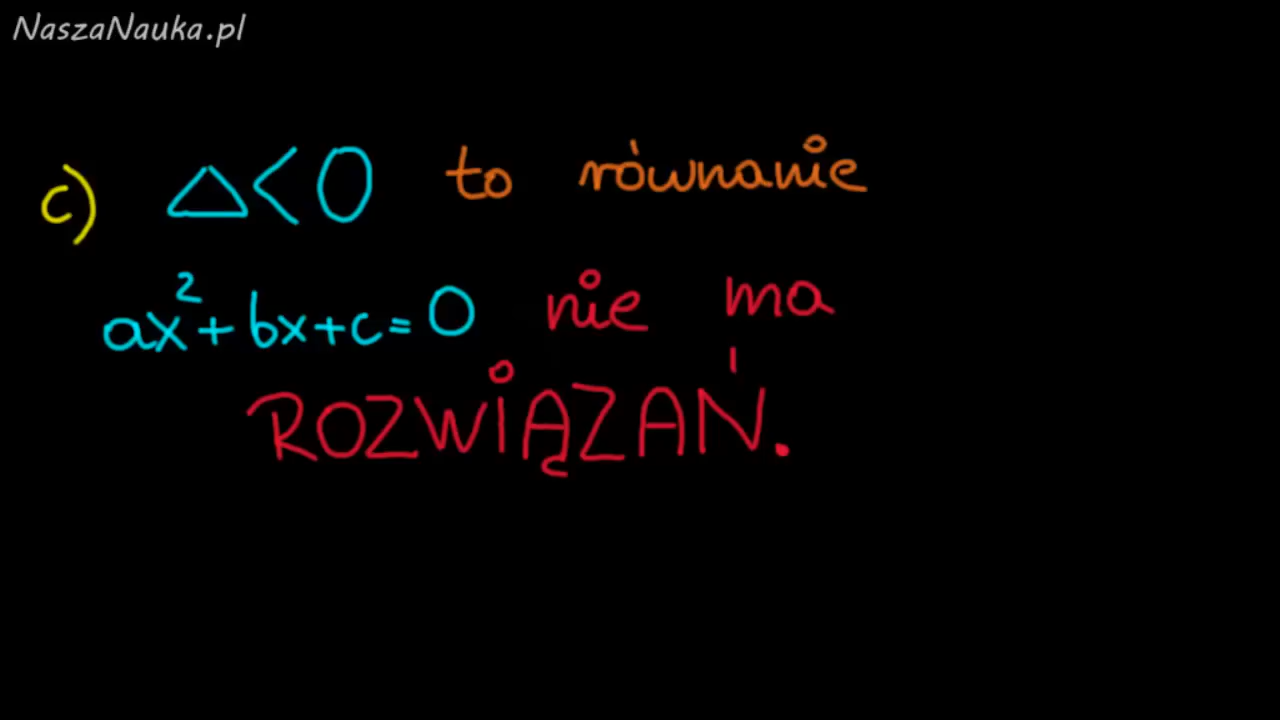 NaszaNauka.pl
c) △<0 to równanie
ax²+bx+c=0 nie ma
ROZWIĄZAŃ.